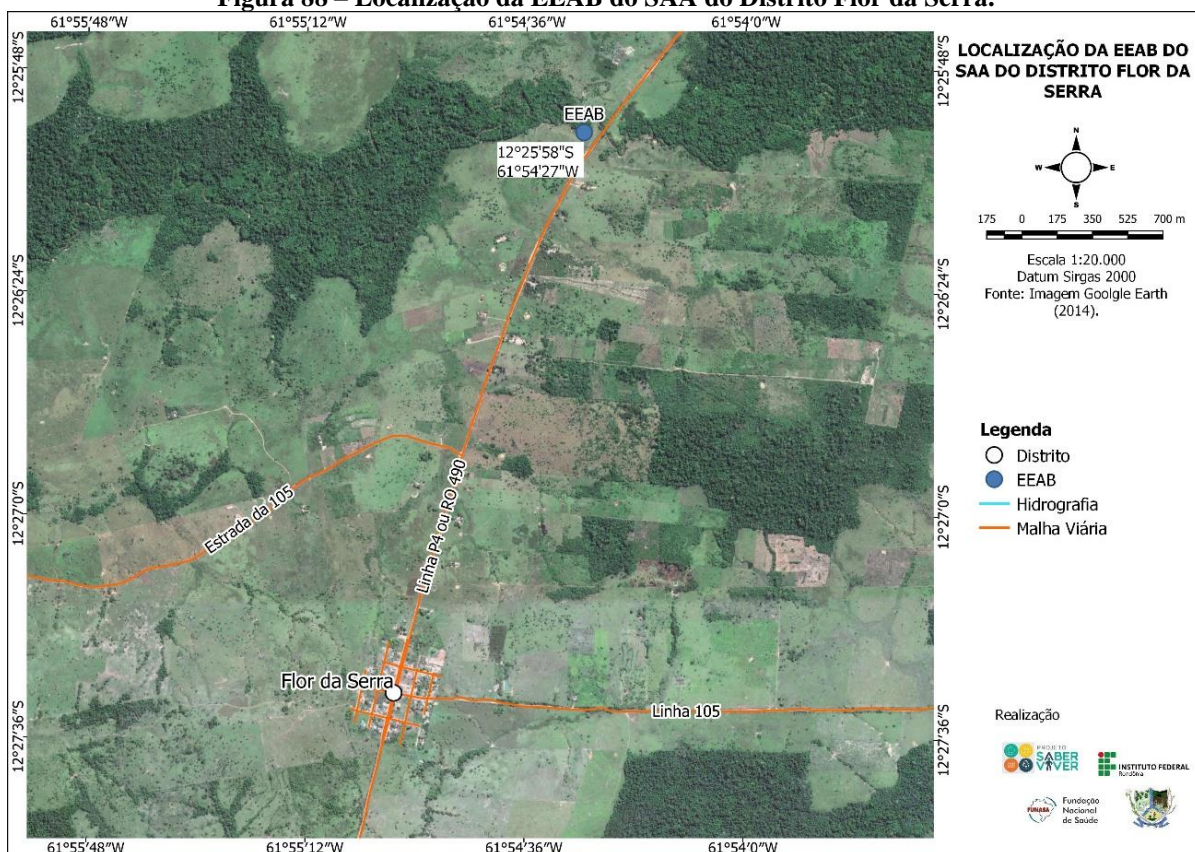 Figura 88 – Localização da EEAB do SAA do Distrito Flor da Serra.
61°55'48"W 61°55'12"W 61°54'36"W 61°54'0"W
12°25'48"S
12°26'24"S
12°27'0"S
12°27'36"S
EEAB
12°25'58"S
61°54'27"W
Estrada da 105
Linha P4 ou RO 490
Flor da Serra
Linha 105
12°25'48"S
12°26'24"S
12°27'0"S
12°27'36"S
61°55'48"W 61°55'12"W 61°54'36"W 61°54'0"W
LOCALIZAÇÃO DA EEAB DO
SAA DO DISTRITO FLOR DA
SERRA
N
W E
S
175 0 175 350 525 700 m
Escala 1:20.000
Datum Sirgas 2000
Fonte: Imagem Goolgle Earth
(2014).
Legenda
Distrito
EEAB
Hidrografia
Malha Viária
Realização
PROJETO
SABER
VIVER
INSTITUTO FEDERAL
Rondônia
FUNASA
Fundação
Nacional
de Saúde